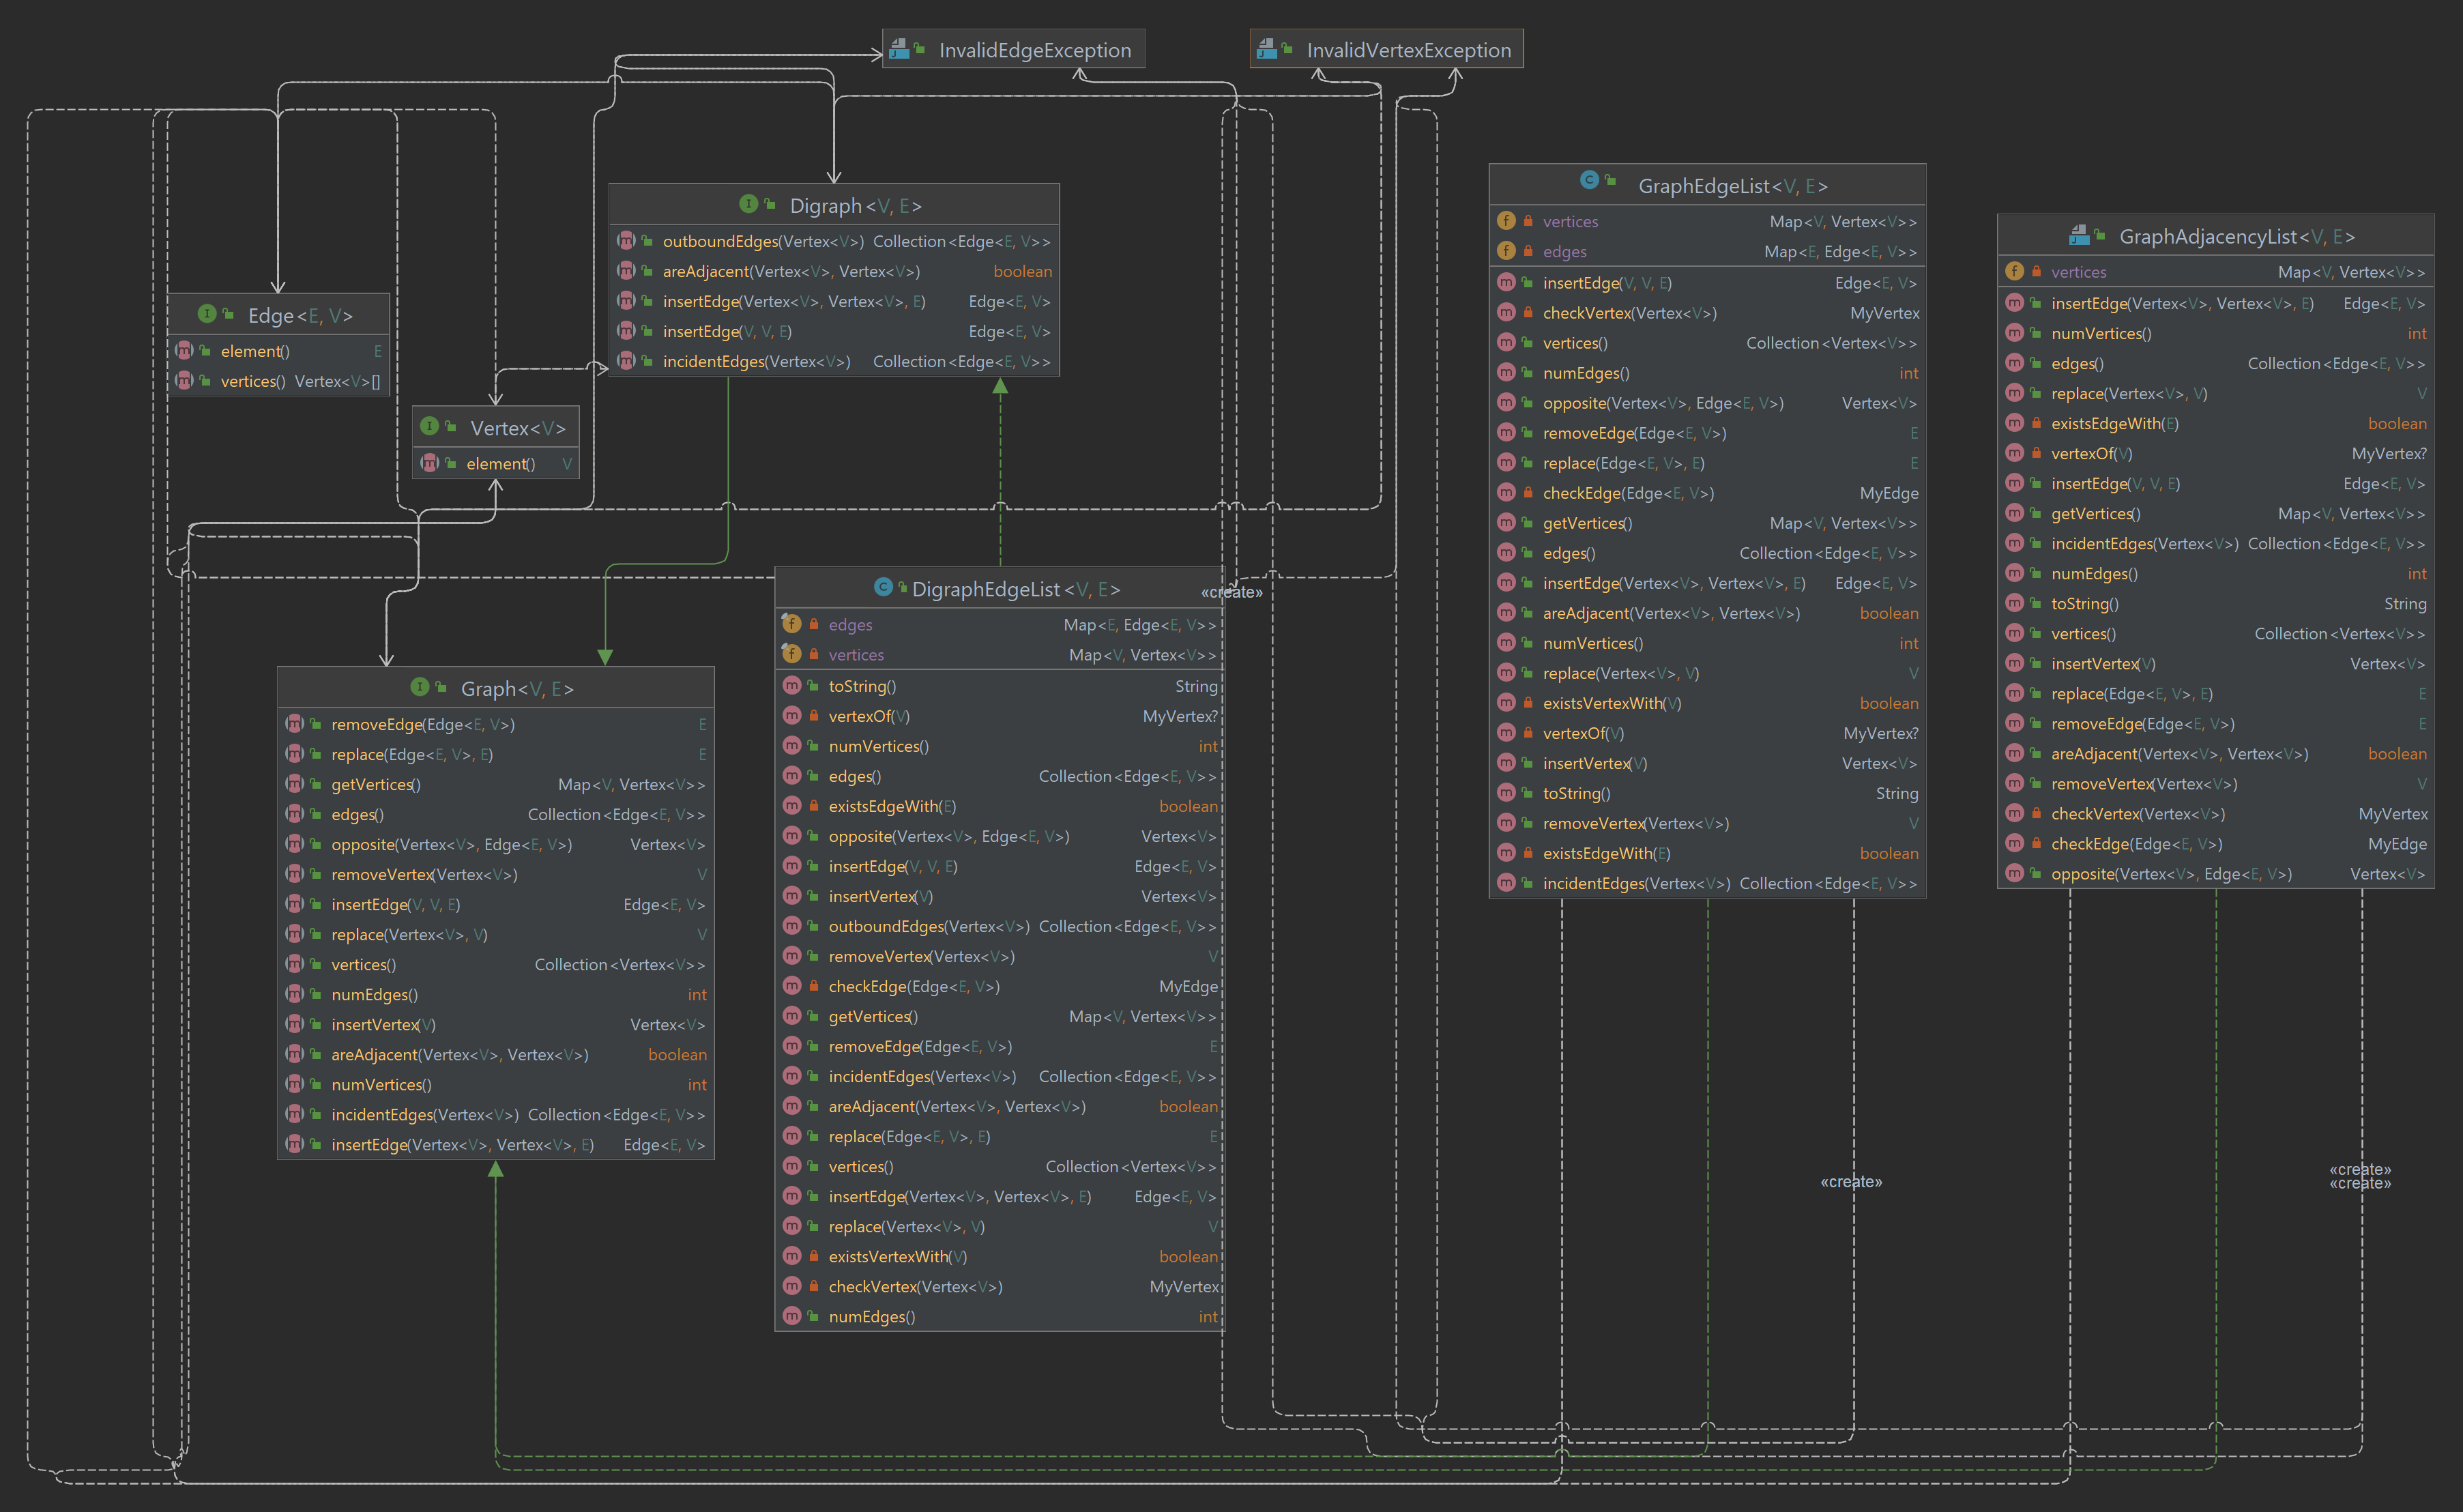 InvalidEdgeException
InvalidVertexException
Digraph<V, E>
outboundEdges(Vertex<V>) Collection<Edge<E, V>>
areAdjacent(Vertex<V>, Vertex<V>) boolean
insertEdge(Vertex<V>, Vertex<V>, E) Edge<E, V>
insertEdge(V, V, E) Edge<E, V>
incidentEdges(Vertex<V>) Collection<Edge<E, V>>
Edge<E, V>
element() E
vertices() Vertex<V>[]
Vertex<V>
element() V
Graph<V, E>
removeEdge(Edge<E, V>) E
replace(Edge<E, V>, E) E
getVertices() Map<V, Vertex<V>>
edges() Collection<Edge<E, V>>
opposite(Vertex<V>, Edge<E, V>) Vertex<V>
removeVertex(Vertex<V>) V
insertEdge(V, V, E) Edge<E, V>
replace(Vertex<V>, V) V
vertices() Collection<Vertex<V>>
numEdges() int
insertVertex(V) Vertex<V>
areAdjacent(Vertex<V>, Vertex<V>) boolean
numVertices() int
incidentEdges(Vertex<V>) Collection<Edge<E, V>>
insertEdge(Vertex<V>, Vertex<V>, E) Edge<E, V>
DigraphEdgeList<V, E>
edges Map<E, Edge<E, V>>
vertices Map<V, Vertex<V>>
toString() String
vertexOf(V) MyVertex?
numVertices() int
edges() Collection<Edge<E, V>>
existsEdgeWith(E) boolean
opposite(Vertex<V>, Edge<E, V>) Vertex<V>
insertEdge(V, V, E) Edge<E, V>
insertVertex(V) Vertex<V>
outboundEdges(Vertex<V>) Collection<Edge<E, V>>
removeVertex(Vertex<V>) V
checkEdge(Edge<E, V>) MyEdge
getVertices() Map<V, Vertex<V>>
removeEdge(Edge<E, V>) E
incidentEdges(Vertex<V>) Collection<Edge<E, V>>
areAdjacent(Vertex<V>, Vertex<V>) boolean
replace(Edge<E, V>, E) E
vertices() Collection<Vertex<V>>
insertEdge(Vertex<V>, Vertex<V>, E) Edge<E, V>
replace(Vertex<V>, V) V
existsVertexWith(V) boolean
checkVertex(Vertex<V>) MyVertex
numEdges() int
«create»
GraphEdgeList<V, E>
vertices Map<V, Vertex<V>>
edges Map<E, Edge<E, V>>
insertEdge(V, V, E) Edge<E, V>
checkVertex(Vertex<V>) MyVertex
vertices() Collection<Vertex<V>>
numEdges() int
opposite(Vertex<V>, Edge<E, V>) Vertex<V>
removeEdge(Edge<E, V>) E
replace(Edge<E, V>, E) E
checkEdge(Edge<E, V>) MyEdge
getVertices() Map<V, Vertex<V>>
edges() Collection<Edge<E, V>>
insertEdge(Vertex<V>, Vertex<V>, E) Edge<E, V>
areAdjacent(Vertex<V>, Vertex<V>) boolean
numVertices() int
replace(Vertex<V>, V) V
existsVertexWith(V) boolean
vertexOf(V) MyVertex?
insertVertex(V) Vertex<V>
toString() String
removeVertex(Vertex<V>) V
existsEdgeWith(E) boolean
incidentEdges(Vertex<V>) Collection<Edge<E, V>>
«create»
GraphAdjacencyList<V, E>
vertices Map<V, Vertex<V>>
insertEdge(Vertex<V>, Vertex<V>, E) Edge<E, V>
numVertices() int
edges() Collection<Edge<E, V>>
replace(Vertex<V>, V) V
existsEdgeWith(E) boolean
vertexOf(V) MyVertex?
insertEdge(V, V, E) Edge<E, V>
getVertices() Map<V, Vertex<V>>
incidentEdges(Vertex<V>) Collection<Edge<E, V>>
numEdges() int
toString() String
vertices() Collection<Vertex<V>>
insertVertex(V) Vertex<V>
replace(Edge<E, V>, E) E
removeEdge(Edge<E, V>) E
areAdjacent(Vertex<V>, Vertex<V>) boolean
removeVertex(Vertex<V>) V
checkVertex(Vertex<V>) MyVertex
checkEdge(Edge<E, V>) MyEdge
opposite(Vertex<V>, Edge<E, V>) Vertex<V>
«create»
«create»